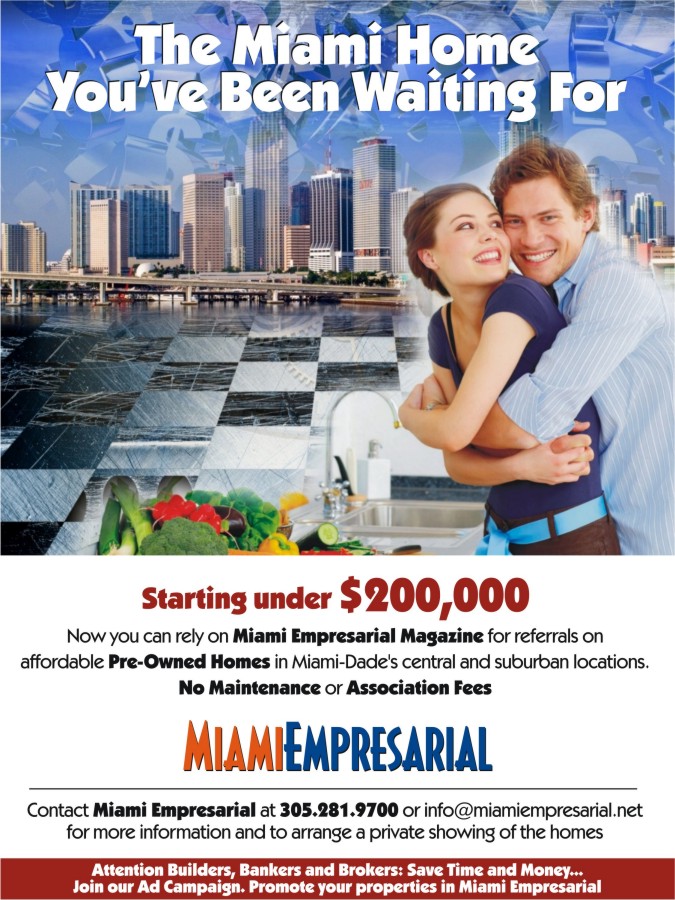 The Miami Home
You've Been Waiting For
Starting under $200,000
Now you can rely on Miami Empresarial Magazine for referrals on
affordable Pre-Owned Homes in Miami-Dade's central and suburban locations.
No Maintenance or Association Fees
MIAMIEMPRESARIAL
Contact Miami Empresarial at 305.281.9700 or info@miamiempresarial.net
for more information and to arrange a private showing of the homes
Attention Builders, Bankers and Brokers: Save Time and Money...
Join our Ad Campaign. Promote your properties in Miami Empresarial